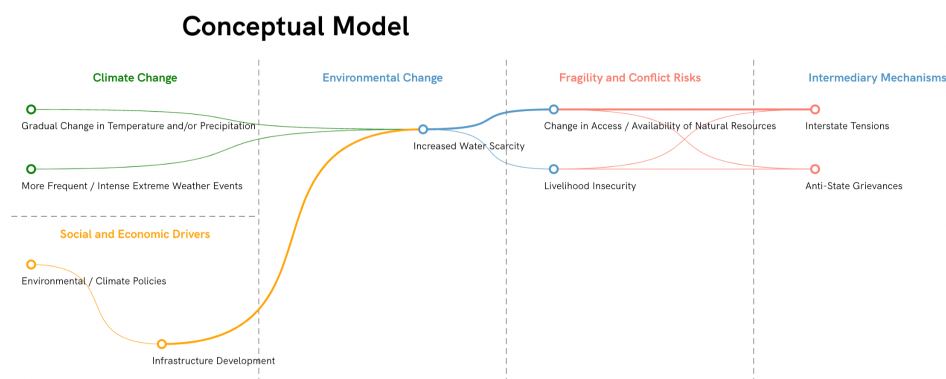 Conceptual Model
Climate Change
Environmental Change
Fragility and Conflict Risks
Intermediary Mechanisms
Gradual Change in Temperature and/or Precipitation
Increased Water Scarcity
Change in Access / Availability of Natural Resources
Interstate Tensions
More Frequent / Intense Extreme Weather Events
Livelihood Insecurity
Anti-State Grievances
Social and Economic Drivers
Environmental / Climate Policies
Infrastructure Development